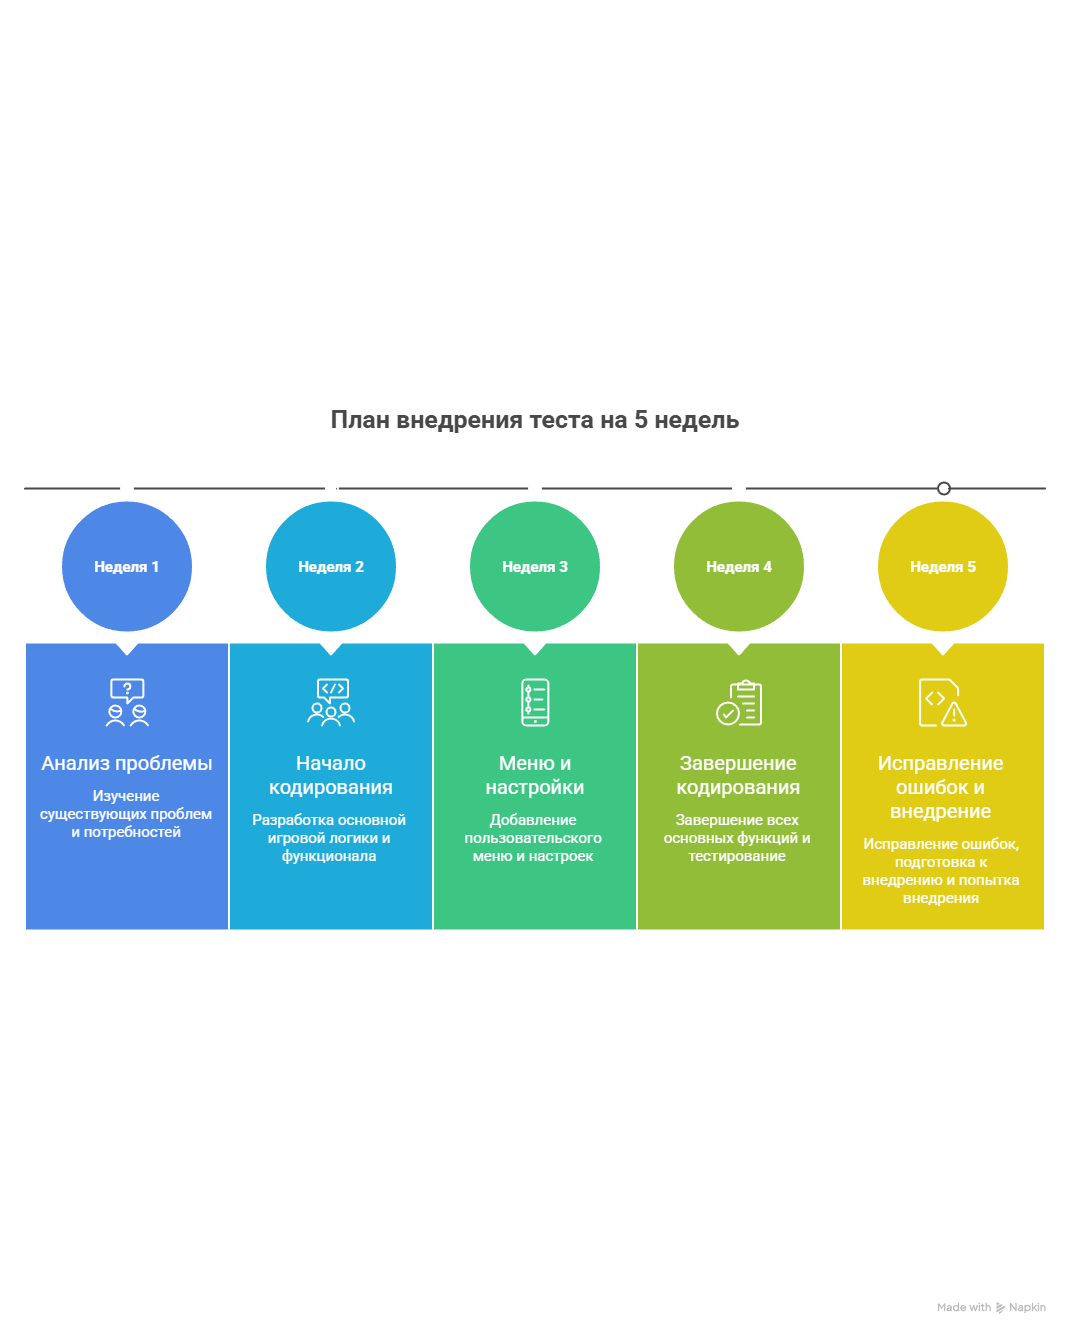 План внедрения теста на 5 недель
Неделя 1
Неделя 2
Неделя 3
Неделя 4
Неделя 5
?
</>
Анализ проблемы
Изучение
существующих проблем
и потребностей
Начало
кодирования
Разработка основной
игровой логики и
функционала
Меню и
настройки
Добавление
пользовательского
меню и настроек
Завершение
кодирования
Завершение всех
основных функций и
тестирование
Исправление
ошибок и
внедрение
Исправление ошибок,
подготовка к
внедрению и попытка
внедрения
Made with Napkin